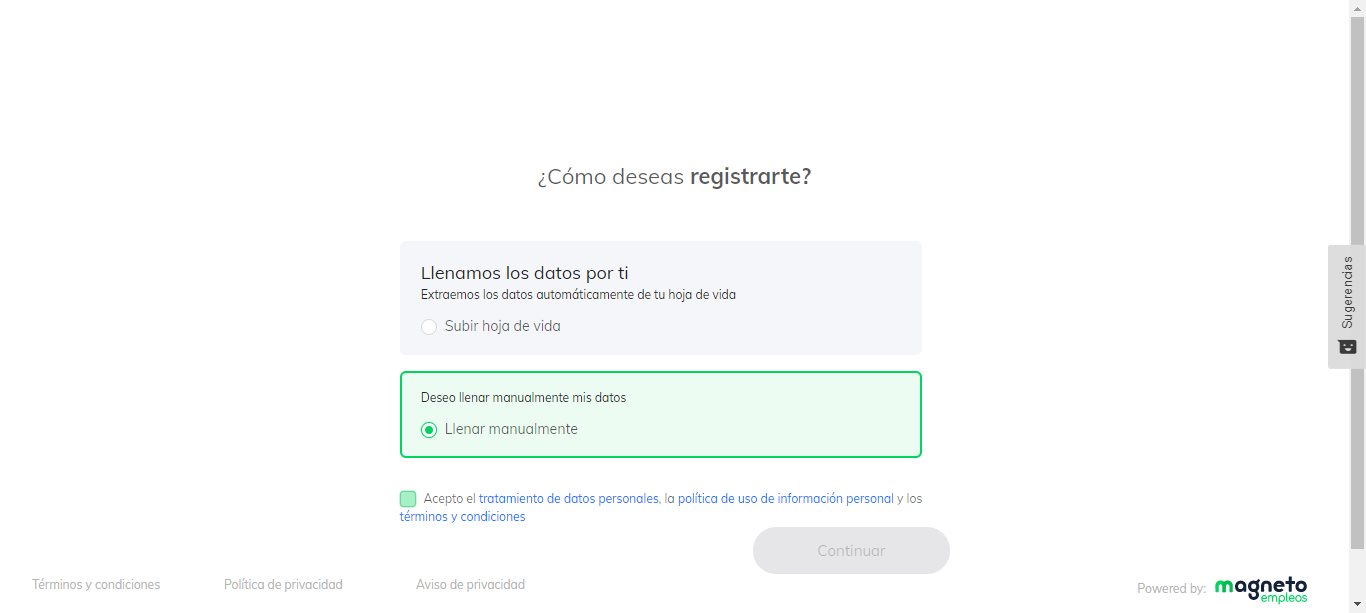 ¿Cómo deseas registrarte?
Llenamos los datos por ti
Extraemos los datos automáticamente de tu hoja de vida
Subir hoja de vida
Sugerencias
Deseo llenar manualmente mis datos
Llenar manualmente
Acepto el tratamiento de datos personales, la política de uso de información personal y los
términos y condiciones
Continuar
Términos y condiciones
Política de privacidad
Aviso de privacidad
Powered by: magneto
empleos